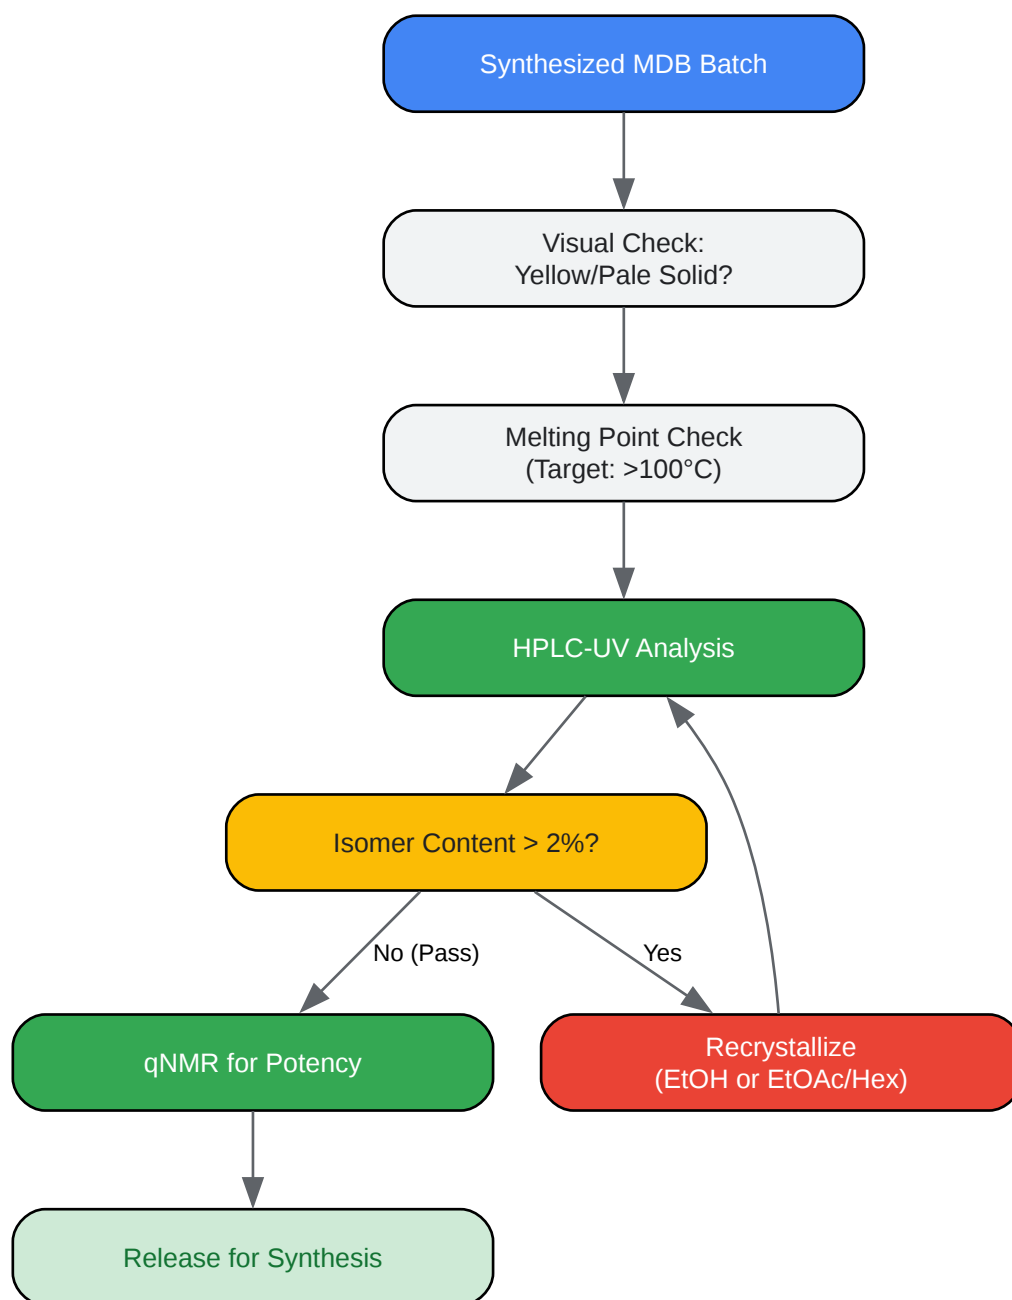 Synthesized MDB Batch
Visual Check:
Yellow/Pale Solid?
Melting Point Check
(Target: >100°C)
HPLC-UV Analysis
Isomer Content > 2%?
No (Pass)
Yes
qNMR for Potency
Recrystallize
(EtOH or EtOAc/Hex)
Release for Synthesis